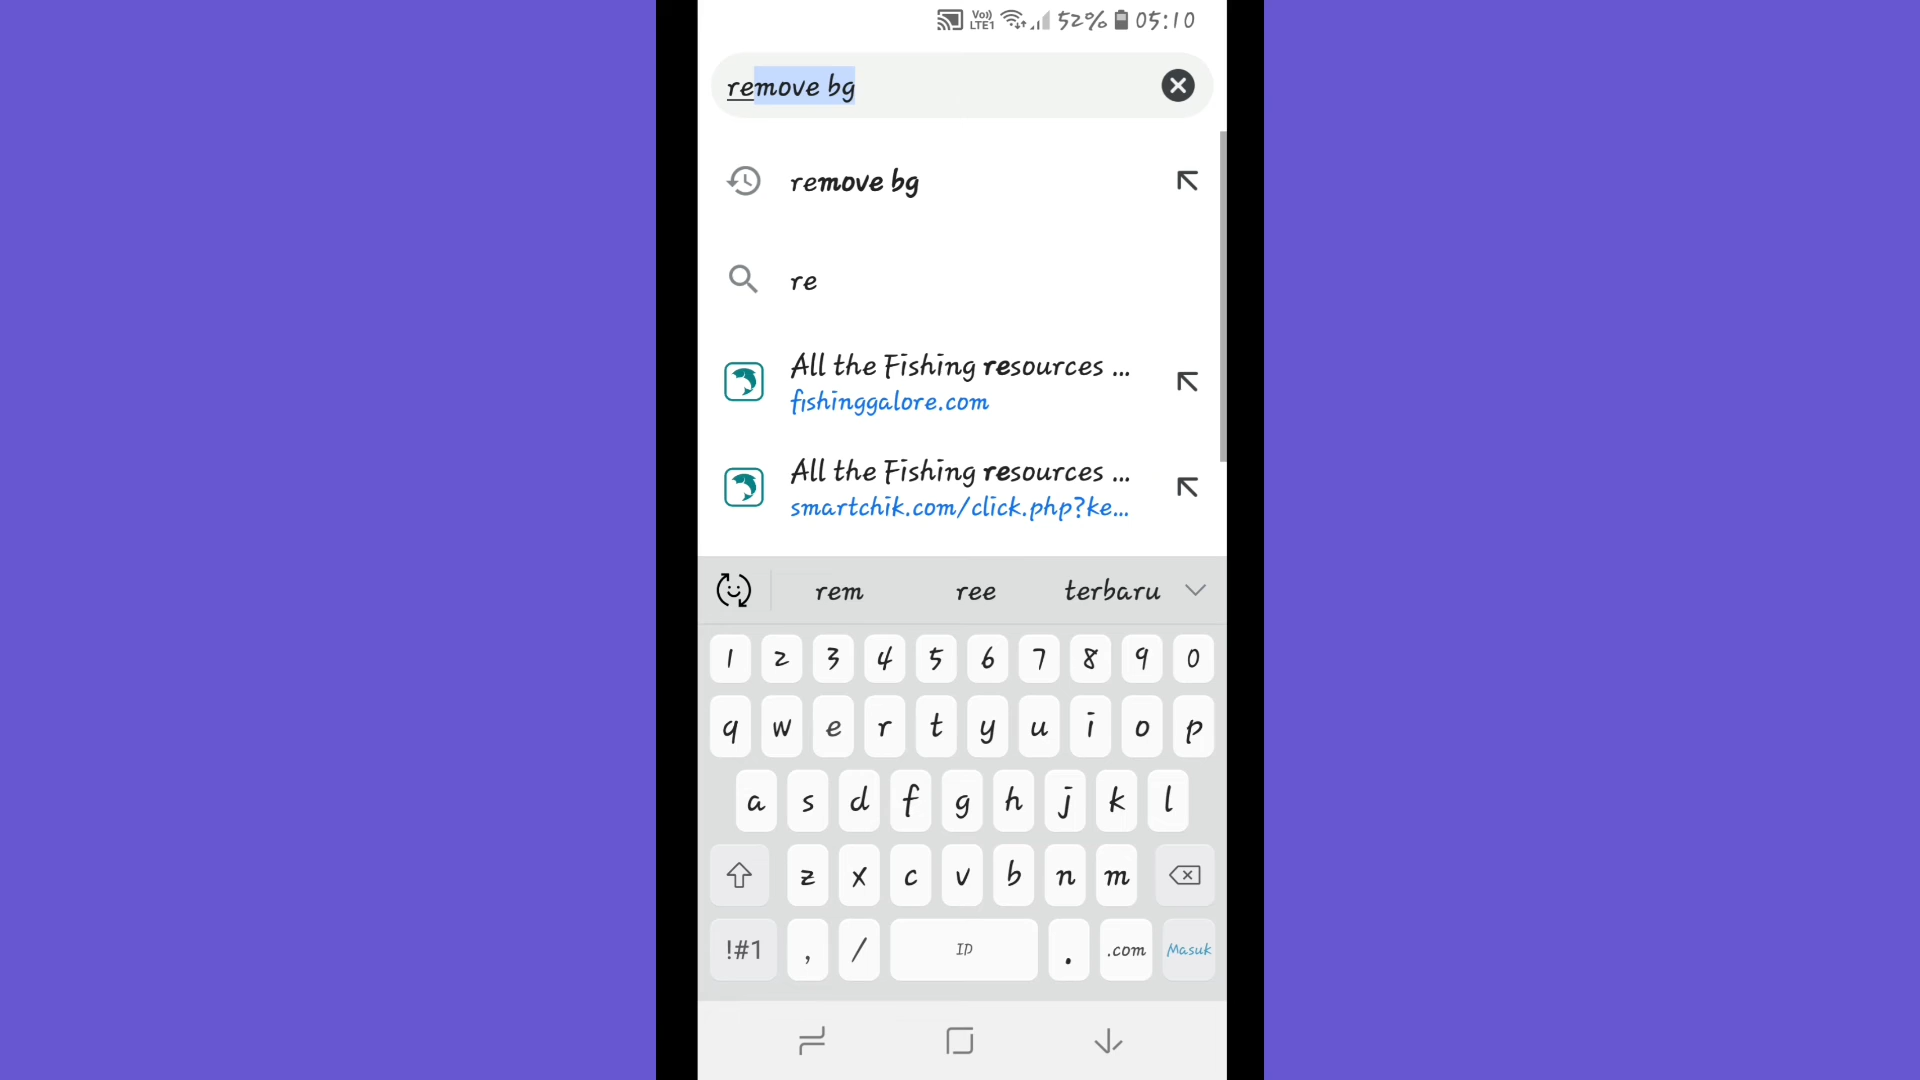 Vo)) LTE1 52% 05:10
remove bg
remove bg
re
All the Fishing resources ...
fishinggalore.com
All the Fishing resources ...
smartchik.com/click.php?ke...
rem ree terbaru
1 2 3 4 5 6 7 8 9 0
q w e r t y u i o p
a s d f g h j k l
z x c v b n m
!#1 , / ID . .com Masuk